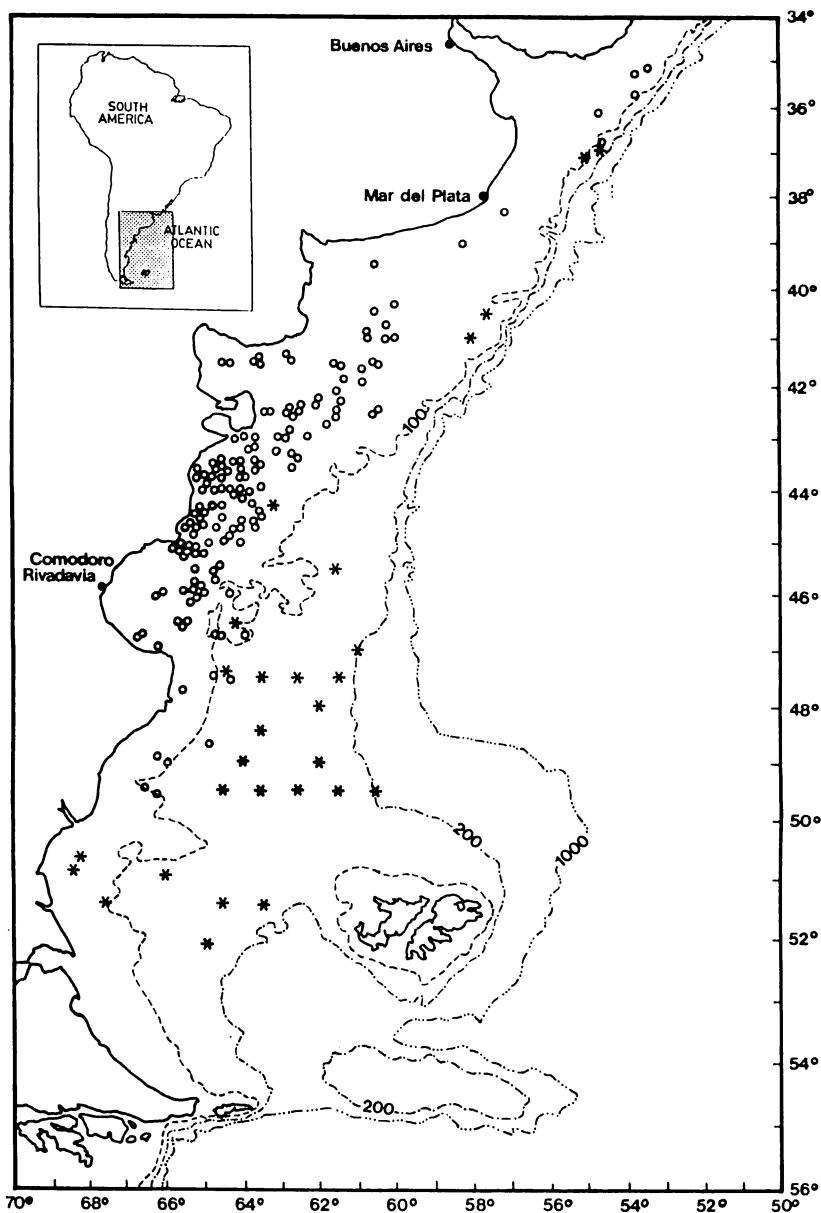 34°
Buenos Aires
SOUTH
AMERICA
36°
Mar del Plata
38°
ATLANTIC
OCEAN
40°
42°
100
44°
Comodoro
Rivadavia
46°
48°
50°
200
1000
52°
54°
200
56°
70° 68° 66° 64° 62° 60° 58° 56° 54° 52° 50°